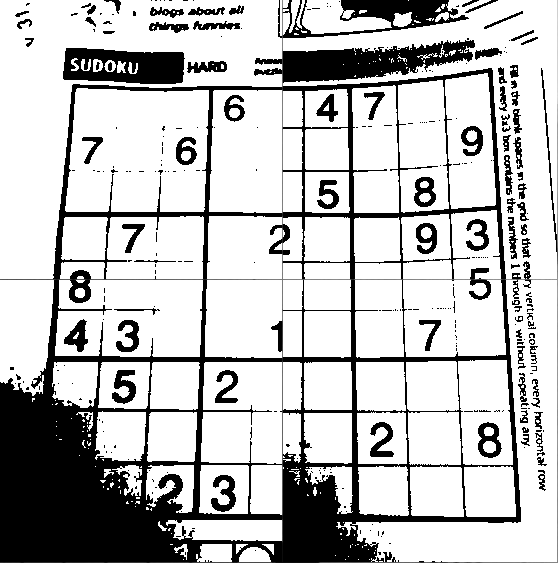 blogs about all
things funnies.
SUDOKU HARD
6 4 7
7 6 9
5 8
7 2 9 3
8 5
4 3 1 7
5 2
2 8
2 3
Fill in the blank spaces in the grid so that every vertical column, every horizontal row
and every 3x3 box contains the numbers 1 through 9, without repeating any.